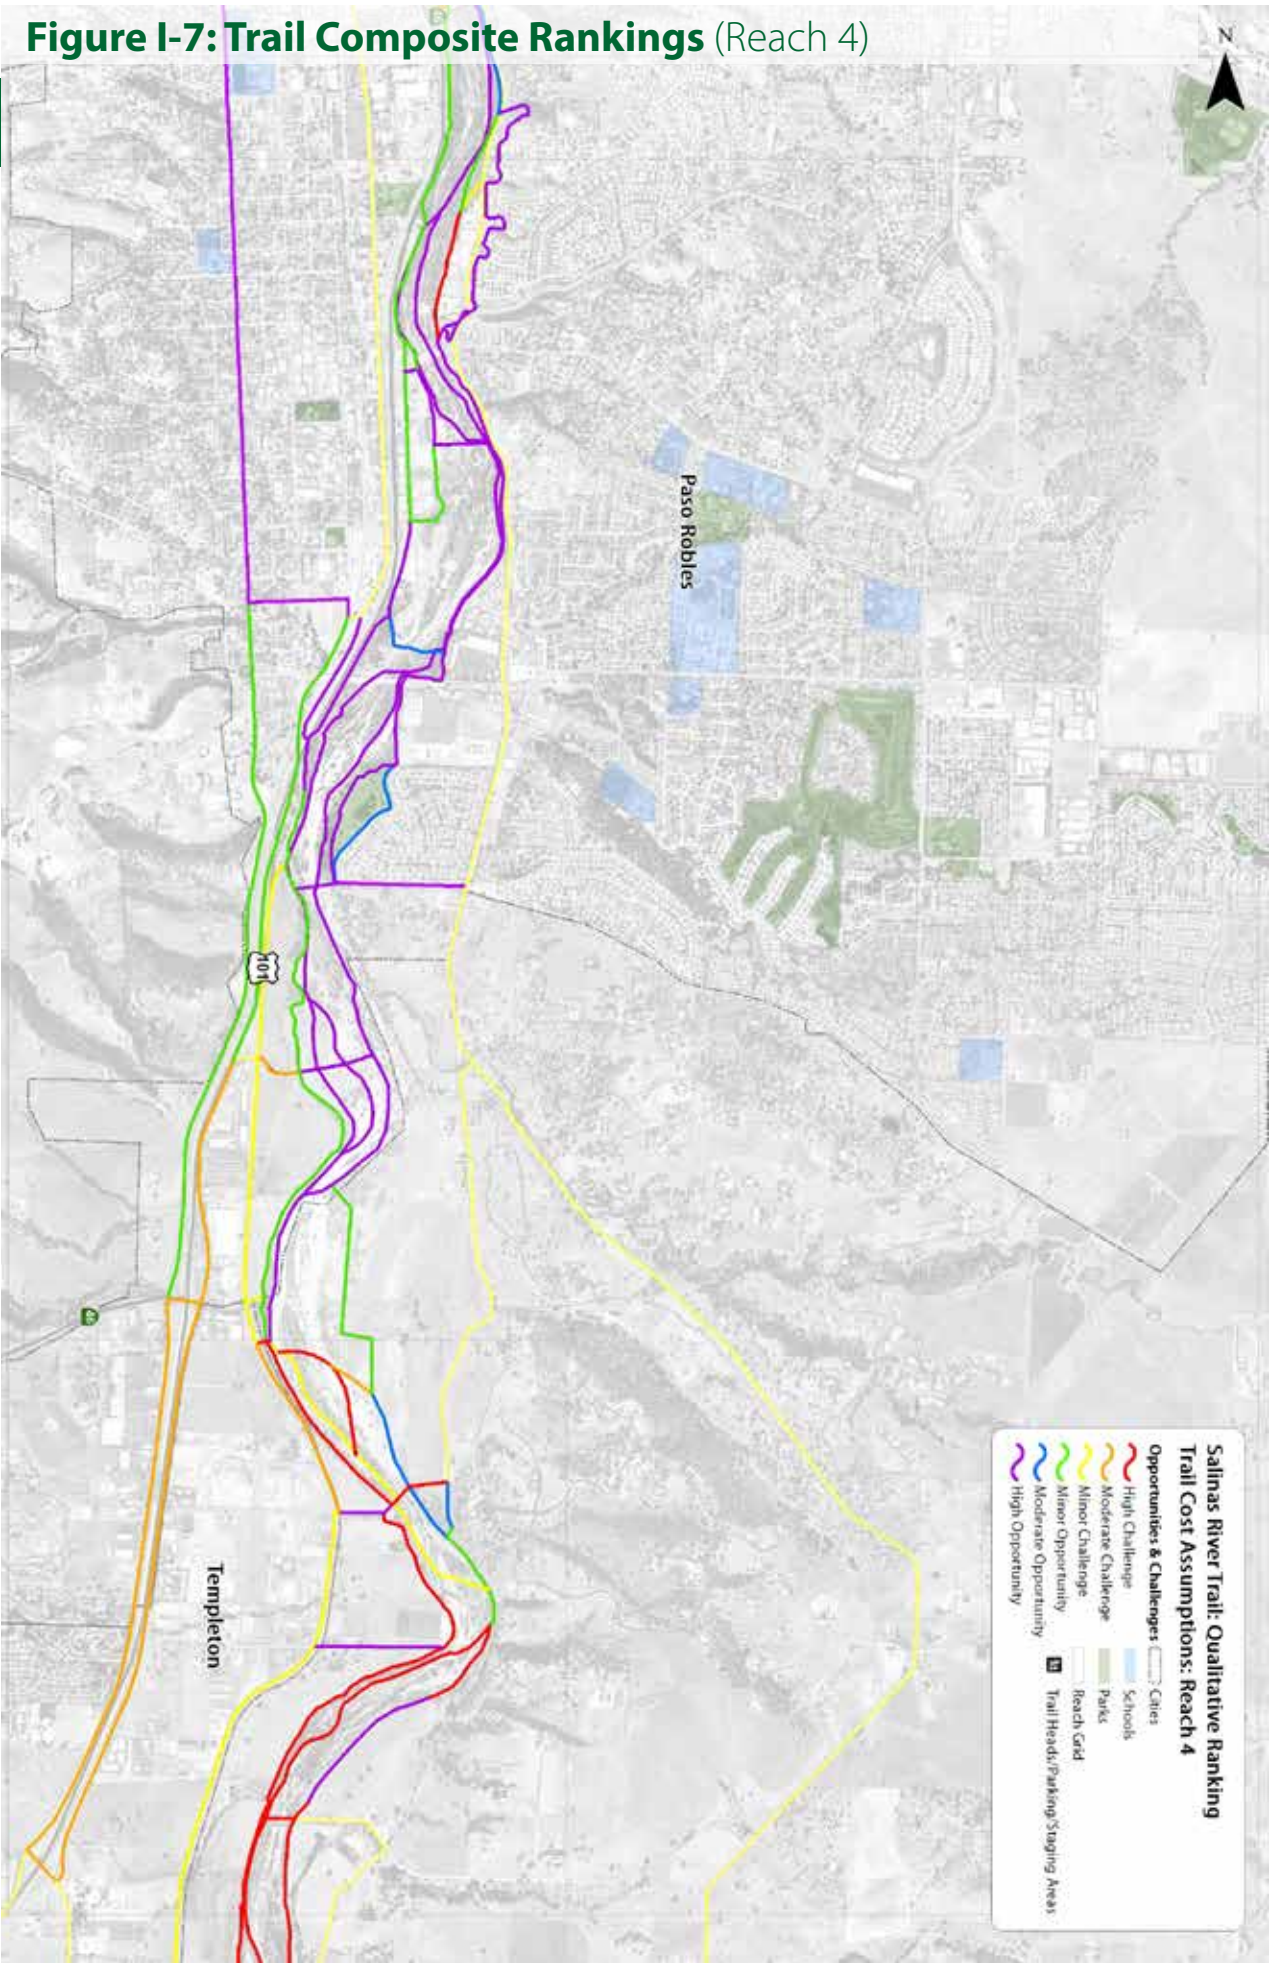 Figure I-7: Trail Composite Rankings (Reach 4)
N
Paso Robles
101
46
Templeton
Salinas River Trail: Qualitative Ranking
Trail Cost Assumptions: Reach 4
Opportunities & Challenges
High Challenge
Moderate Challenge
Minor Challenge
Minor Opportunity
Moderate Opportunity
High Opportunity
Cities
Schools
Parks
Reach Grid
Trail Heads/Parking/Staging Areas